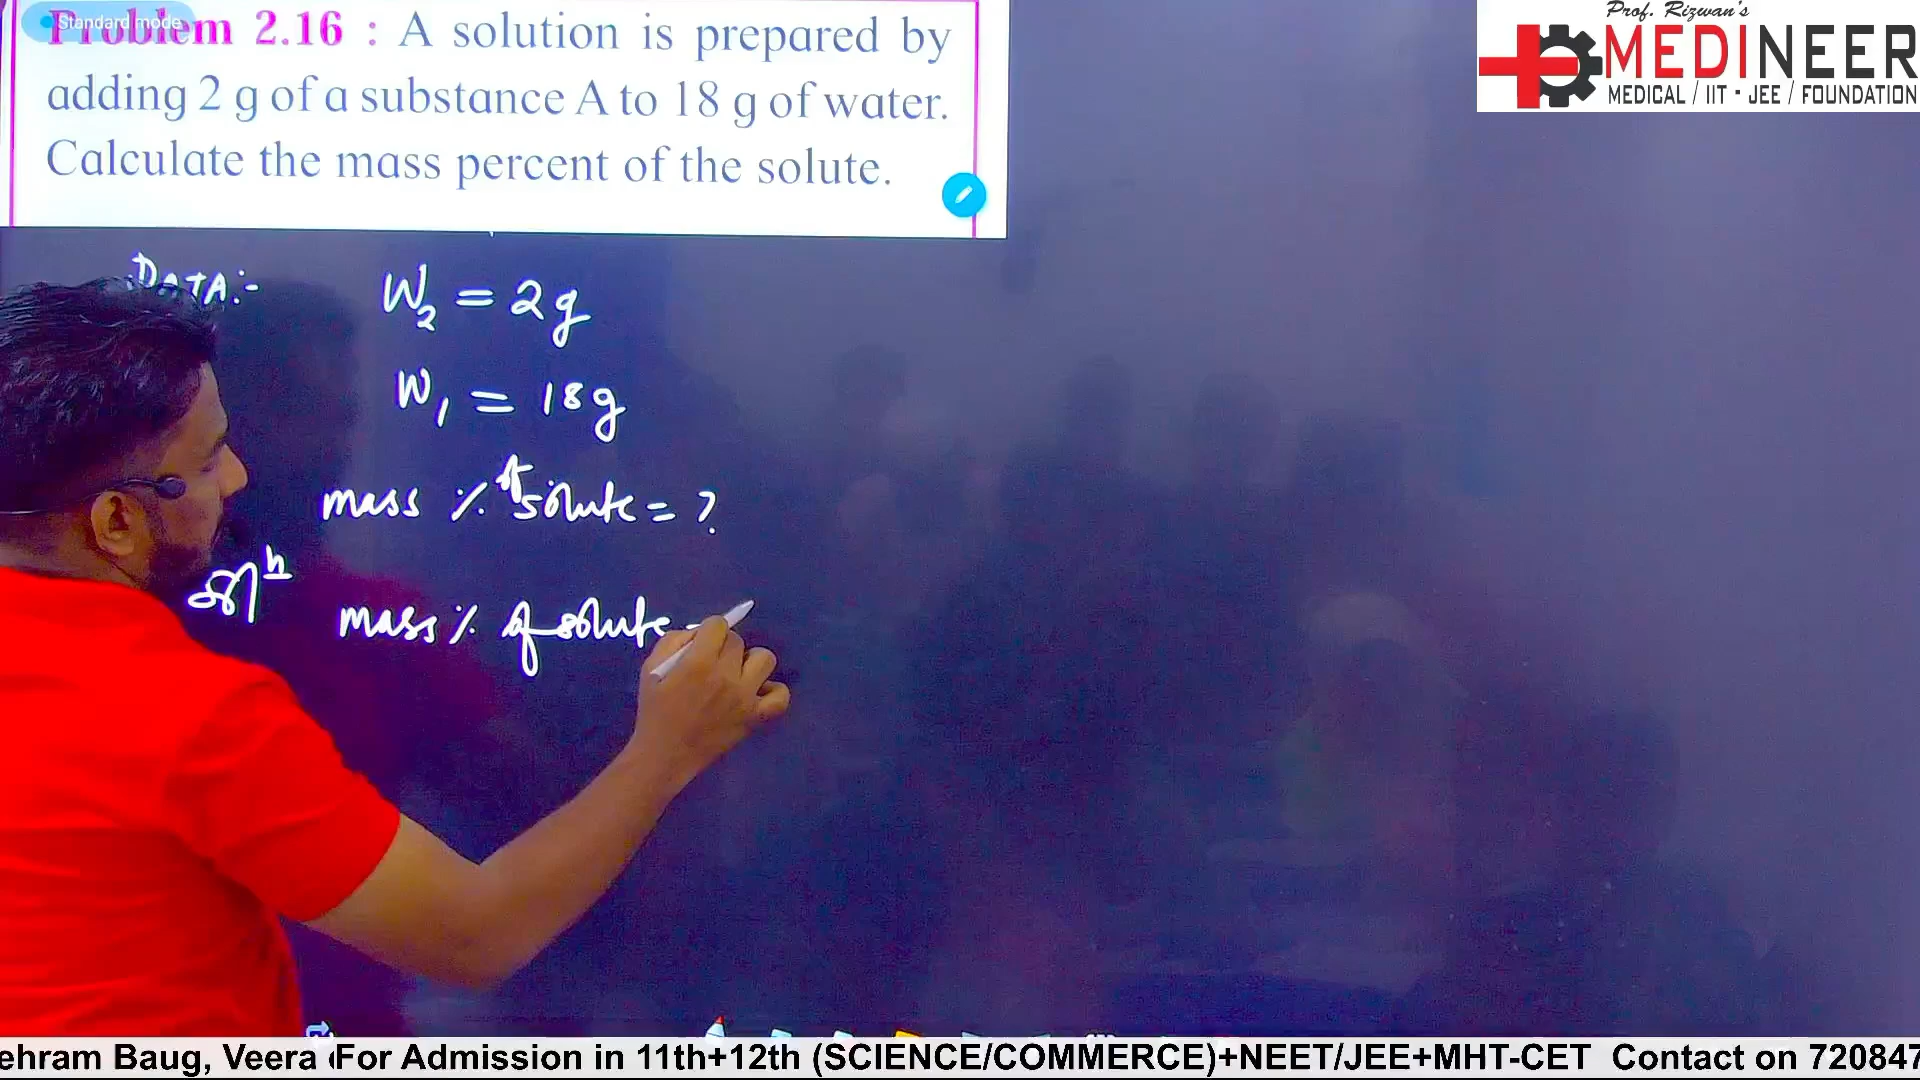 Standard mode
Problem 2.16 : A solution is prepared by
adding 2 g of a substance A to 18 g of water.
Calculate the mass percent of the solute.
Prof. Rizwan's
MEDINEER
MEDICAL / IIT - JEE / FOUNDATION
DATA:-
W₂ = 2g
W₁ = 18g
mass % of solute = ?
solⁿ
mass % of solute =
ehram Baug, Veera
For Admission in 11th+12th (SCIENCE/COMMERCE)+NEET/JEE+MHT-CET Contact on 720847